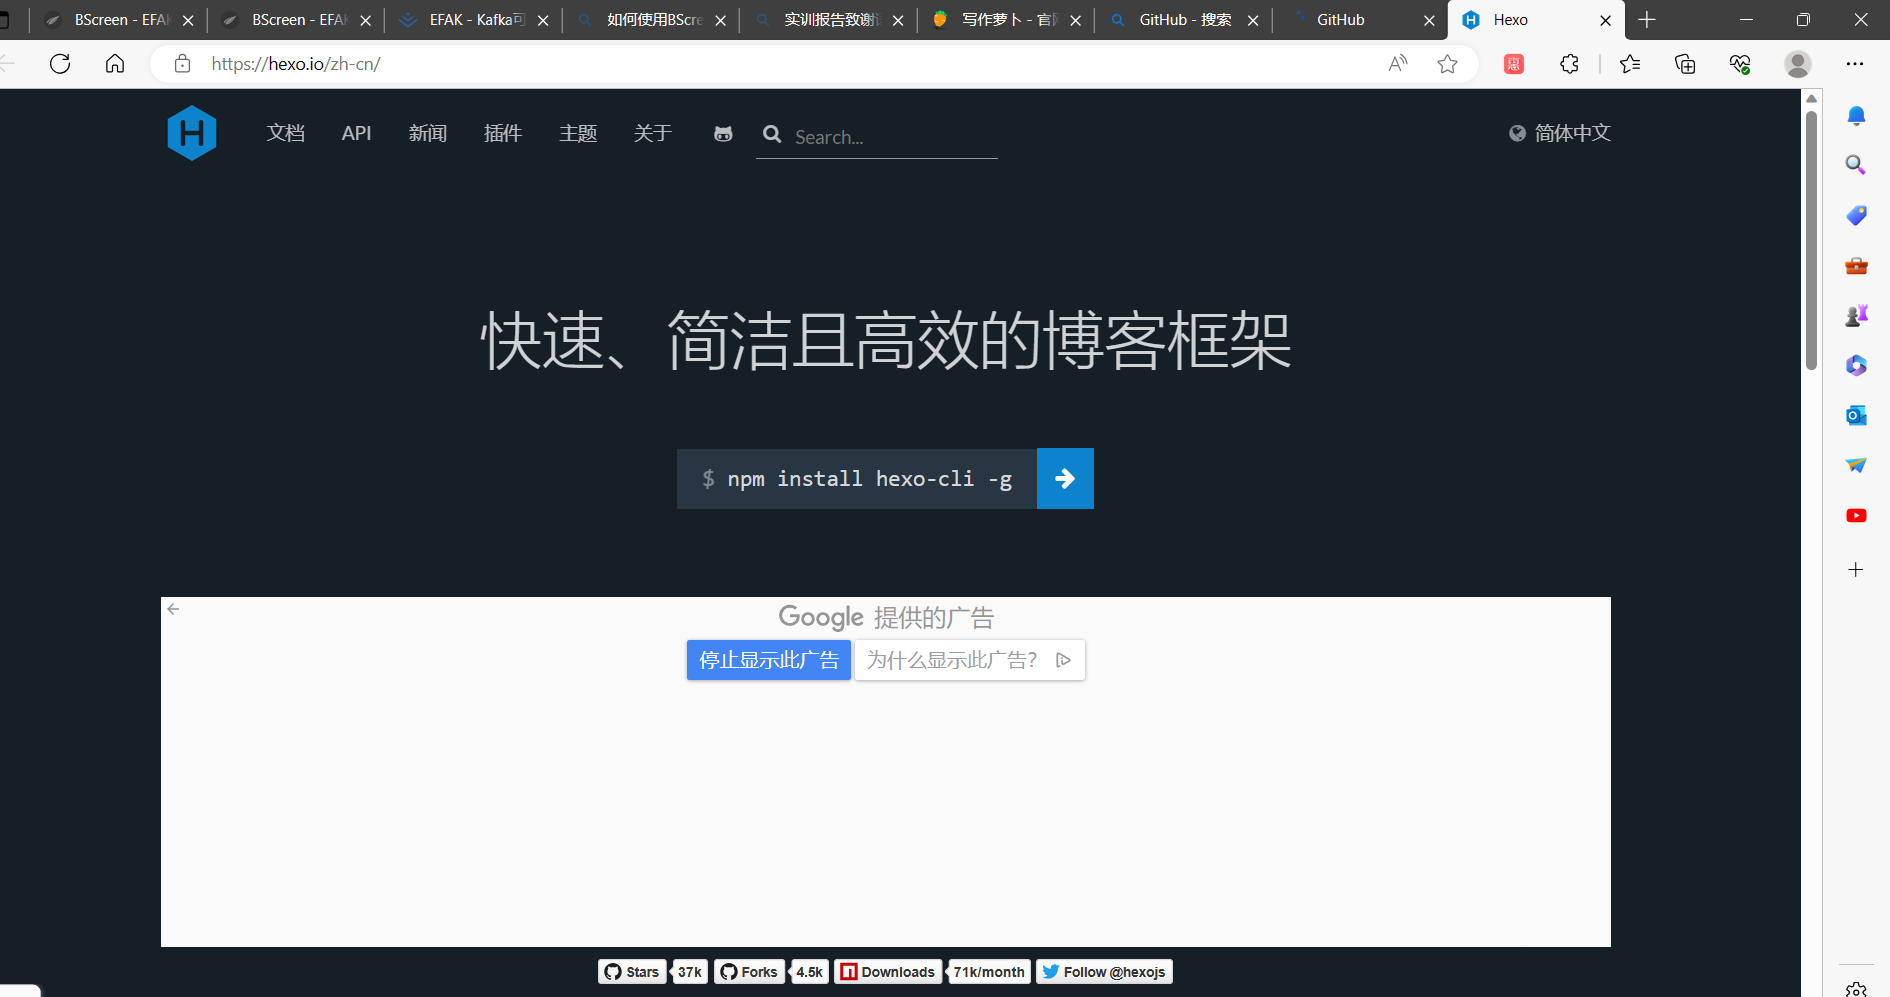 BScreen - EFAK
BScreen - EFAK
EFAK - Kafka可
如何使用BScre
实训报告致谢
写作萝卜 - 官
GitHub - 搜索
GitHub
Hexo
https://hexo.io/zh-cn/
惠
文档 API 新闻 插件 主题 关于 Search... 简体中文
快速、简洁且高效的博客框架
$ npm install hexo-cli -g
Google 提供的广告
停止显示此广告 为什么显示此广告?
Stars 37k Forks 4.5k Downloads 71k/month Follow @hexojs